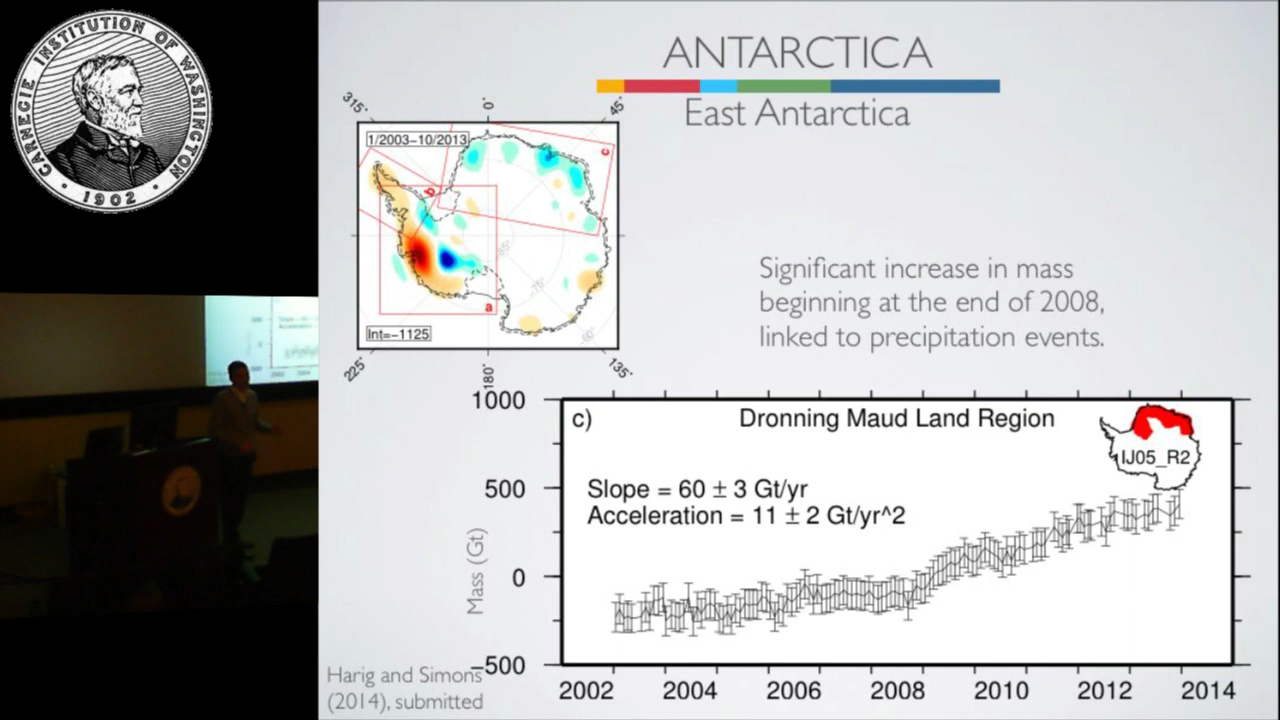 CARNEGIE INSTITUTION OF WASHINGTON
· 1902 ·
ANTARCTICA
East Antarctica
315°
0°
45°
1/2003−10/2013
c
b
85°
-75°
60°
a
Int=−1125
225°
180°
135°
Significant increase in mass
beginning at the end of 2008,
linked to precipitation events.
1000
500
0
−500
Mass (Gt)
c)
Dronning Maud Land Region
IJ05_R2
Slope = 60 ± 3 Gt/yr
Acceleration = 11 ± 2 Gt/yr^2
2002 2004 2006 2008 2010 2012 2014
Harig and Simons
(2014), submitted